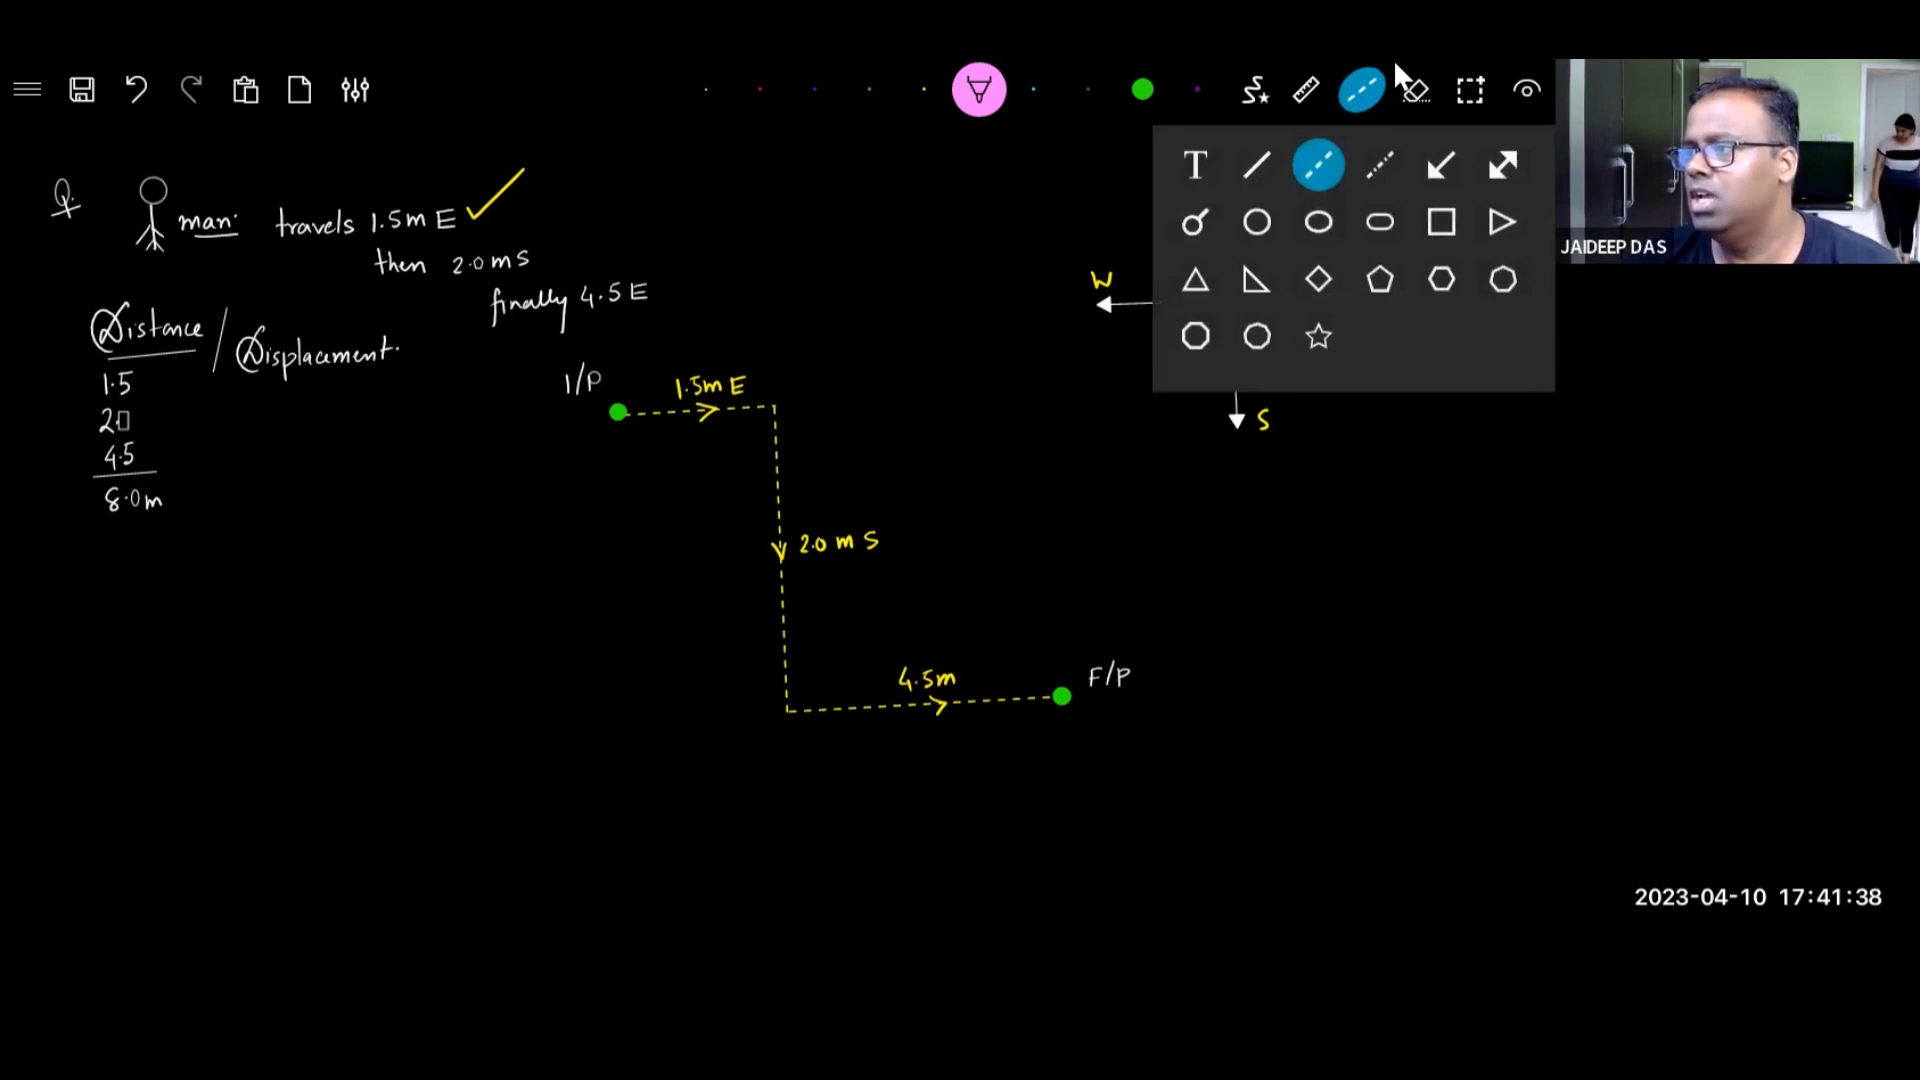 T
JAIDEEP DAS
Q.
man. travels 1.5m E
then 2.0 m S
finally 4.5 E
Distance / Displacement.
1.5
2.0
4.5
8.0m
I/P
1.5m E
2.0 m S
4.5m
F/P
W
S
2023-04-10 17:41:38